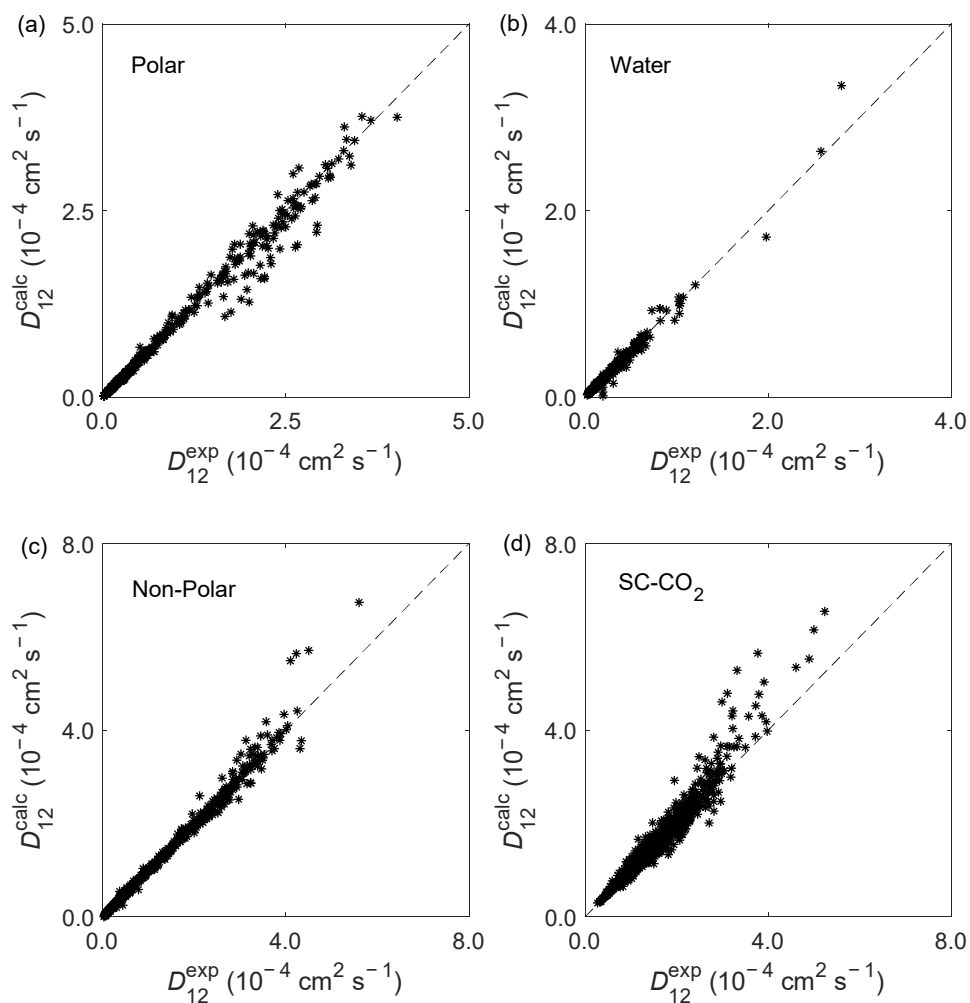 (a)
Polar
5.0
2.5
0.0
0.0 2.5 5.0
D₁₂ᶜᵃˡᶜ (10⁻⁴ cm² s⁻¹)
D₁₂ᵉˣᵖ (10⁻⁴ cm² s⁻¹)
(b)
Water
4.0
2.0
0.0
0.0 2.0 4.0
D₁₂ᶜᵃˡᶜ (10⁻⁴ cm² s⁻¹)
D₁₂ᵉˣᵖ (10⁻⁴ cm² s⁻¹)
(c)
Non-Polar
8.0
4.0
0.0
0.0 4.0 8.0
D₁₂ᶜᵃˡᶜ (10⁻⁴ cm² s⁻¹)
D₁₂ᵉˣᵖ (10⁻⁴ cm² s⁻¹)
(d)
SC-CO₂
8.0
4.0
0.0
0.0 4.0 8.0
D₁₂ᶜᵃˡᶜ (10⁻⁴ cm² s⁻¹)
D₁₂ᵉˣᵖ (10⁻⁴ cm² s⁻¹)